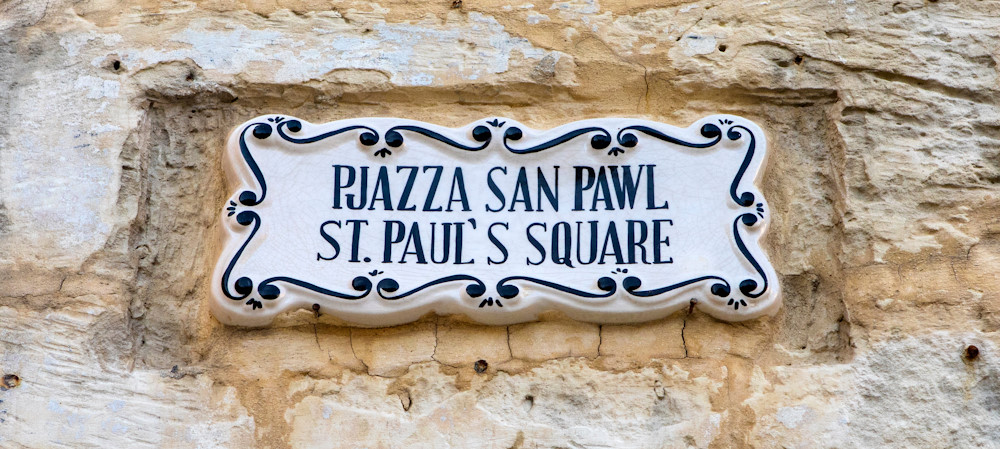 PJAZZA SAN PAWL
ST. PAUL`S SQUARE